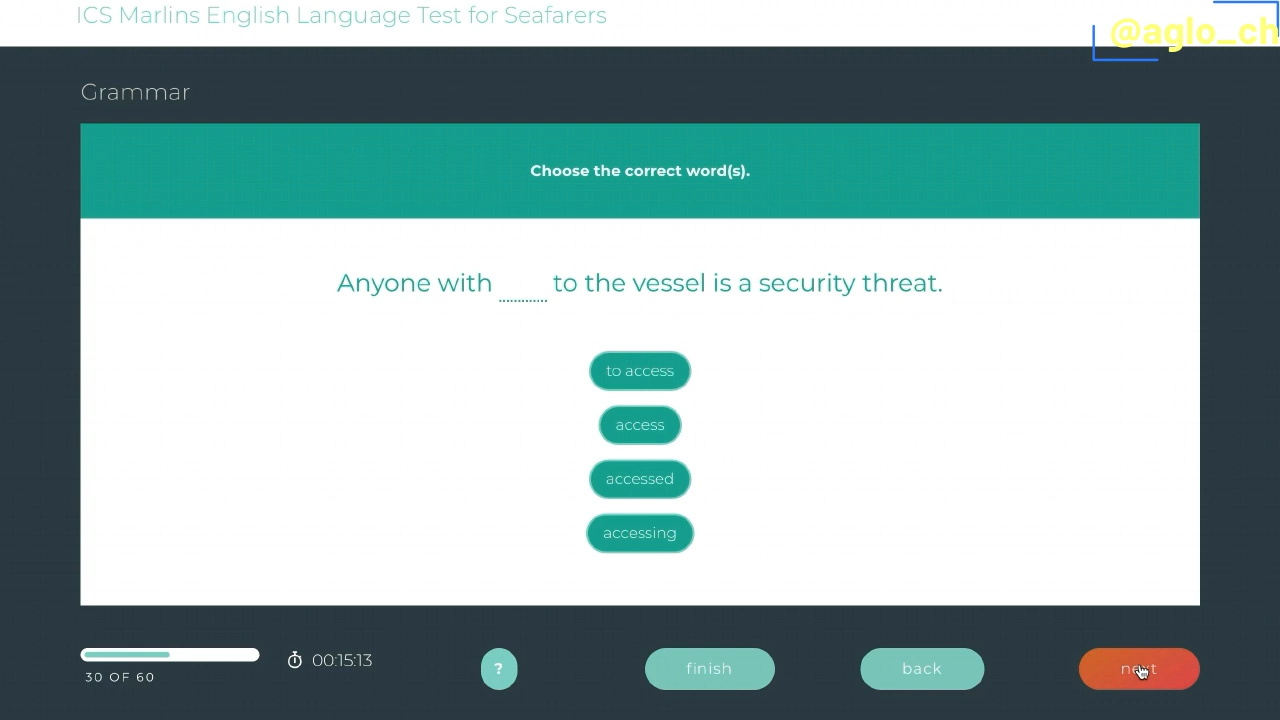 ICS Marlins English Language Test for Seafarers
@aglo_ch
Grammar
Choose the correct word(s).
Anyone with ........... to the vessel is a security threat.
to access
access
accessed
accessing
30 OF 60
00:15:13
?
finish
back
next